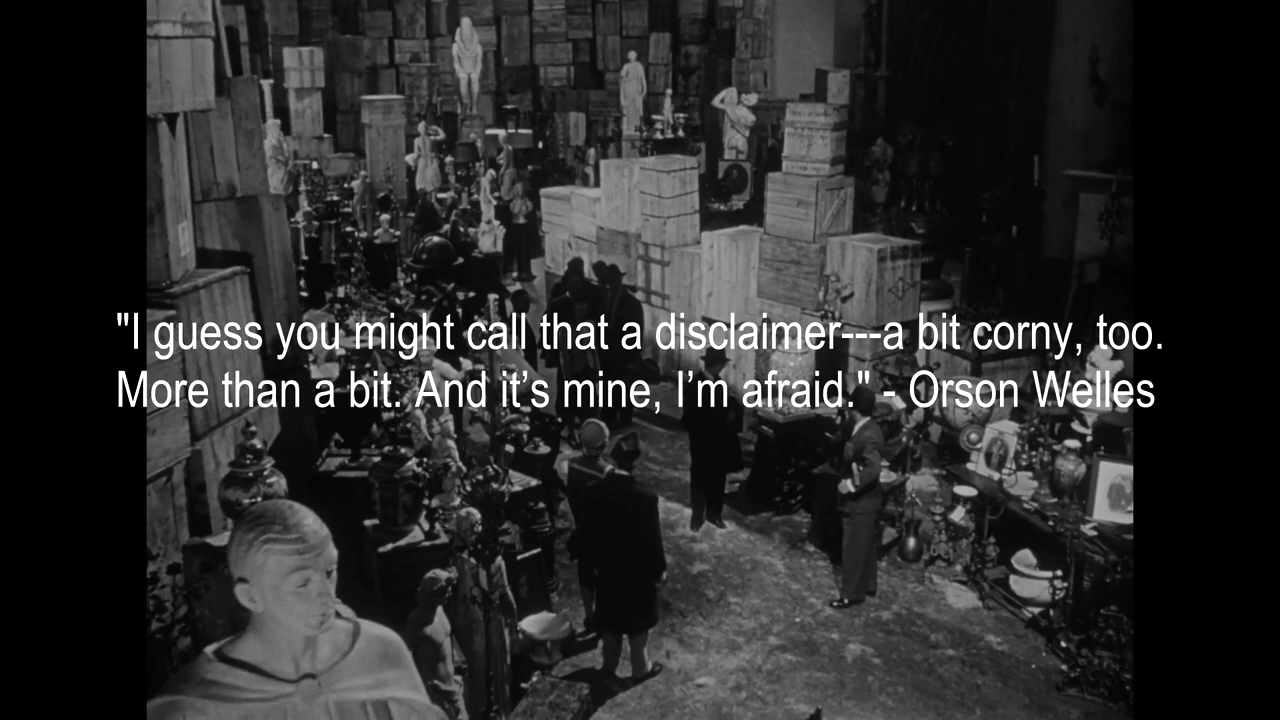 "I guess you might call that a disclaimer---a bit corny, too.
More than a bit. And it’s mine, I’m afraid." - Orson Welles